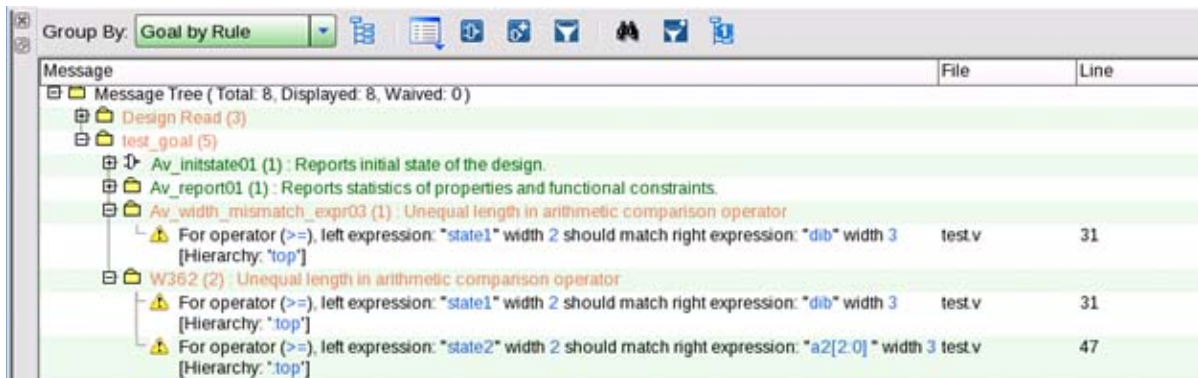 Group By: Goal by Rule
Message File Line
Message Tree ( Total: 8, Displayed: 8, Waived: 0 )
Design Read (3)
test_goal (5)
Av_initstate01 (1) : Reports initial state of the design.
Av_report01 (1) : Reports statistics of properties and functional constraints.
Av_width_mismatch_expr03 (1) : Unequal length in arithmetic comparison operator
For operator (>=), left expression: "state1" width 2 should match right expression: "dib" width 3 test.v 31
[Hierarchy: 'top']
W362 (2) : Unequal length in arithmetic comparison operator
For operator (>=), left expression: "state1" width 2 should match right expression: "dib" width 3 test.v 31
[Hierarchy: ':top']
For operator (>=), left expression: "state2" width 2 should match right expression: "a2[2:0] " width 3 test.v 47
[Hierarchy: ':top']